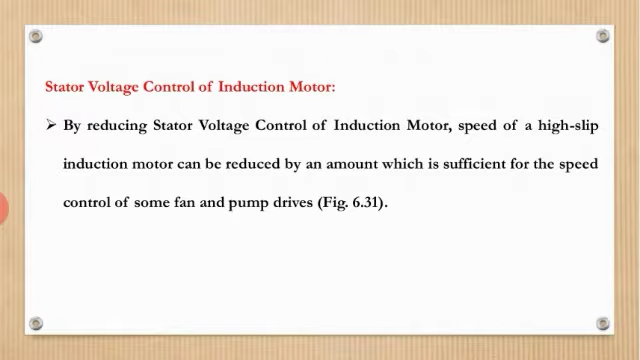 Stator Voltage Control of Induction Motor:
➢ By reducing Stator Voltage Control of Induction Motor, speed of a high-slip
induction motor can be reduced by an amount which is sufficient for the speed
control of some fan and pump drives (Fig. 6.31).